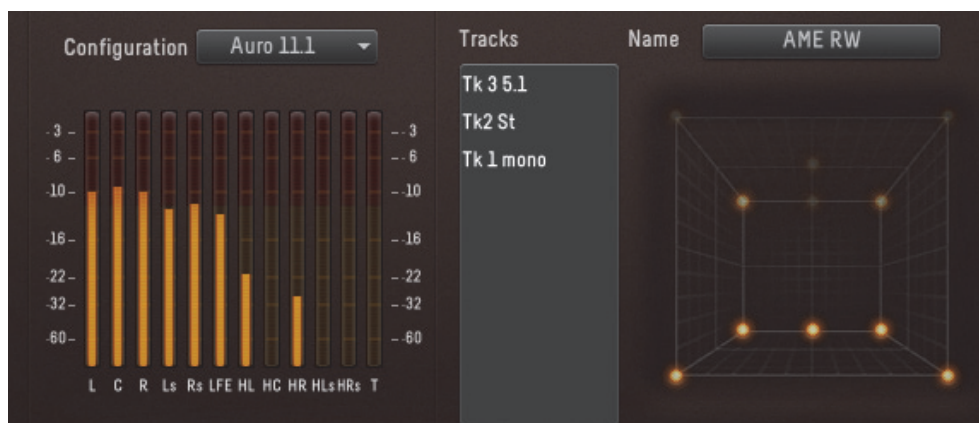 Configuration Auro 11.1
Tracks
Name AME RW
Tk 3 5.1
Tk2 St
Tk 1 mono
-3 - - -3
-6 - - -6
-10 - - -10
-16 - - -16
-22 - - -22
-32 - - -32
-60 - - -60
L C R Ls Rs LFE HL HC HR HLs HRs T